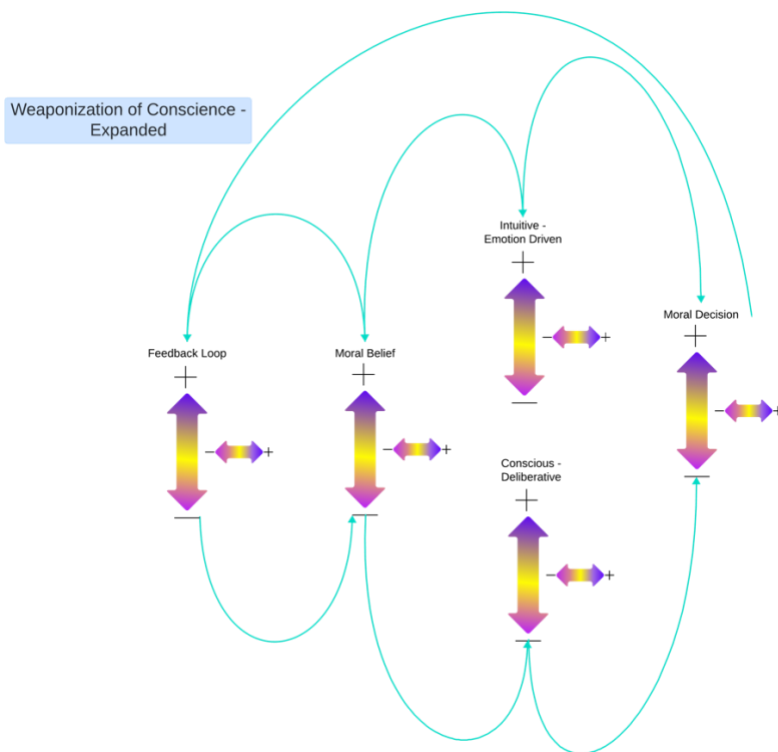 Weaponization of Conscience -
Expanded
Intuitive -
Emotion Driven
+
- +
—
Moral Decision
+
- +
—
Feedback Loop
+
- +
—
Moral Belief
+
- +
—
Conscious -
Deliberative
+
- +
—